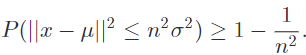 P(||x − μ||² ≤ n²σ²) ≥ 1 − 1/n².